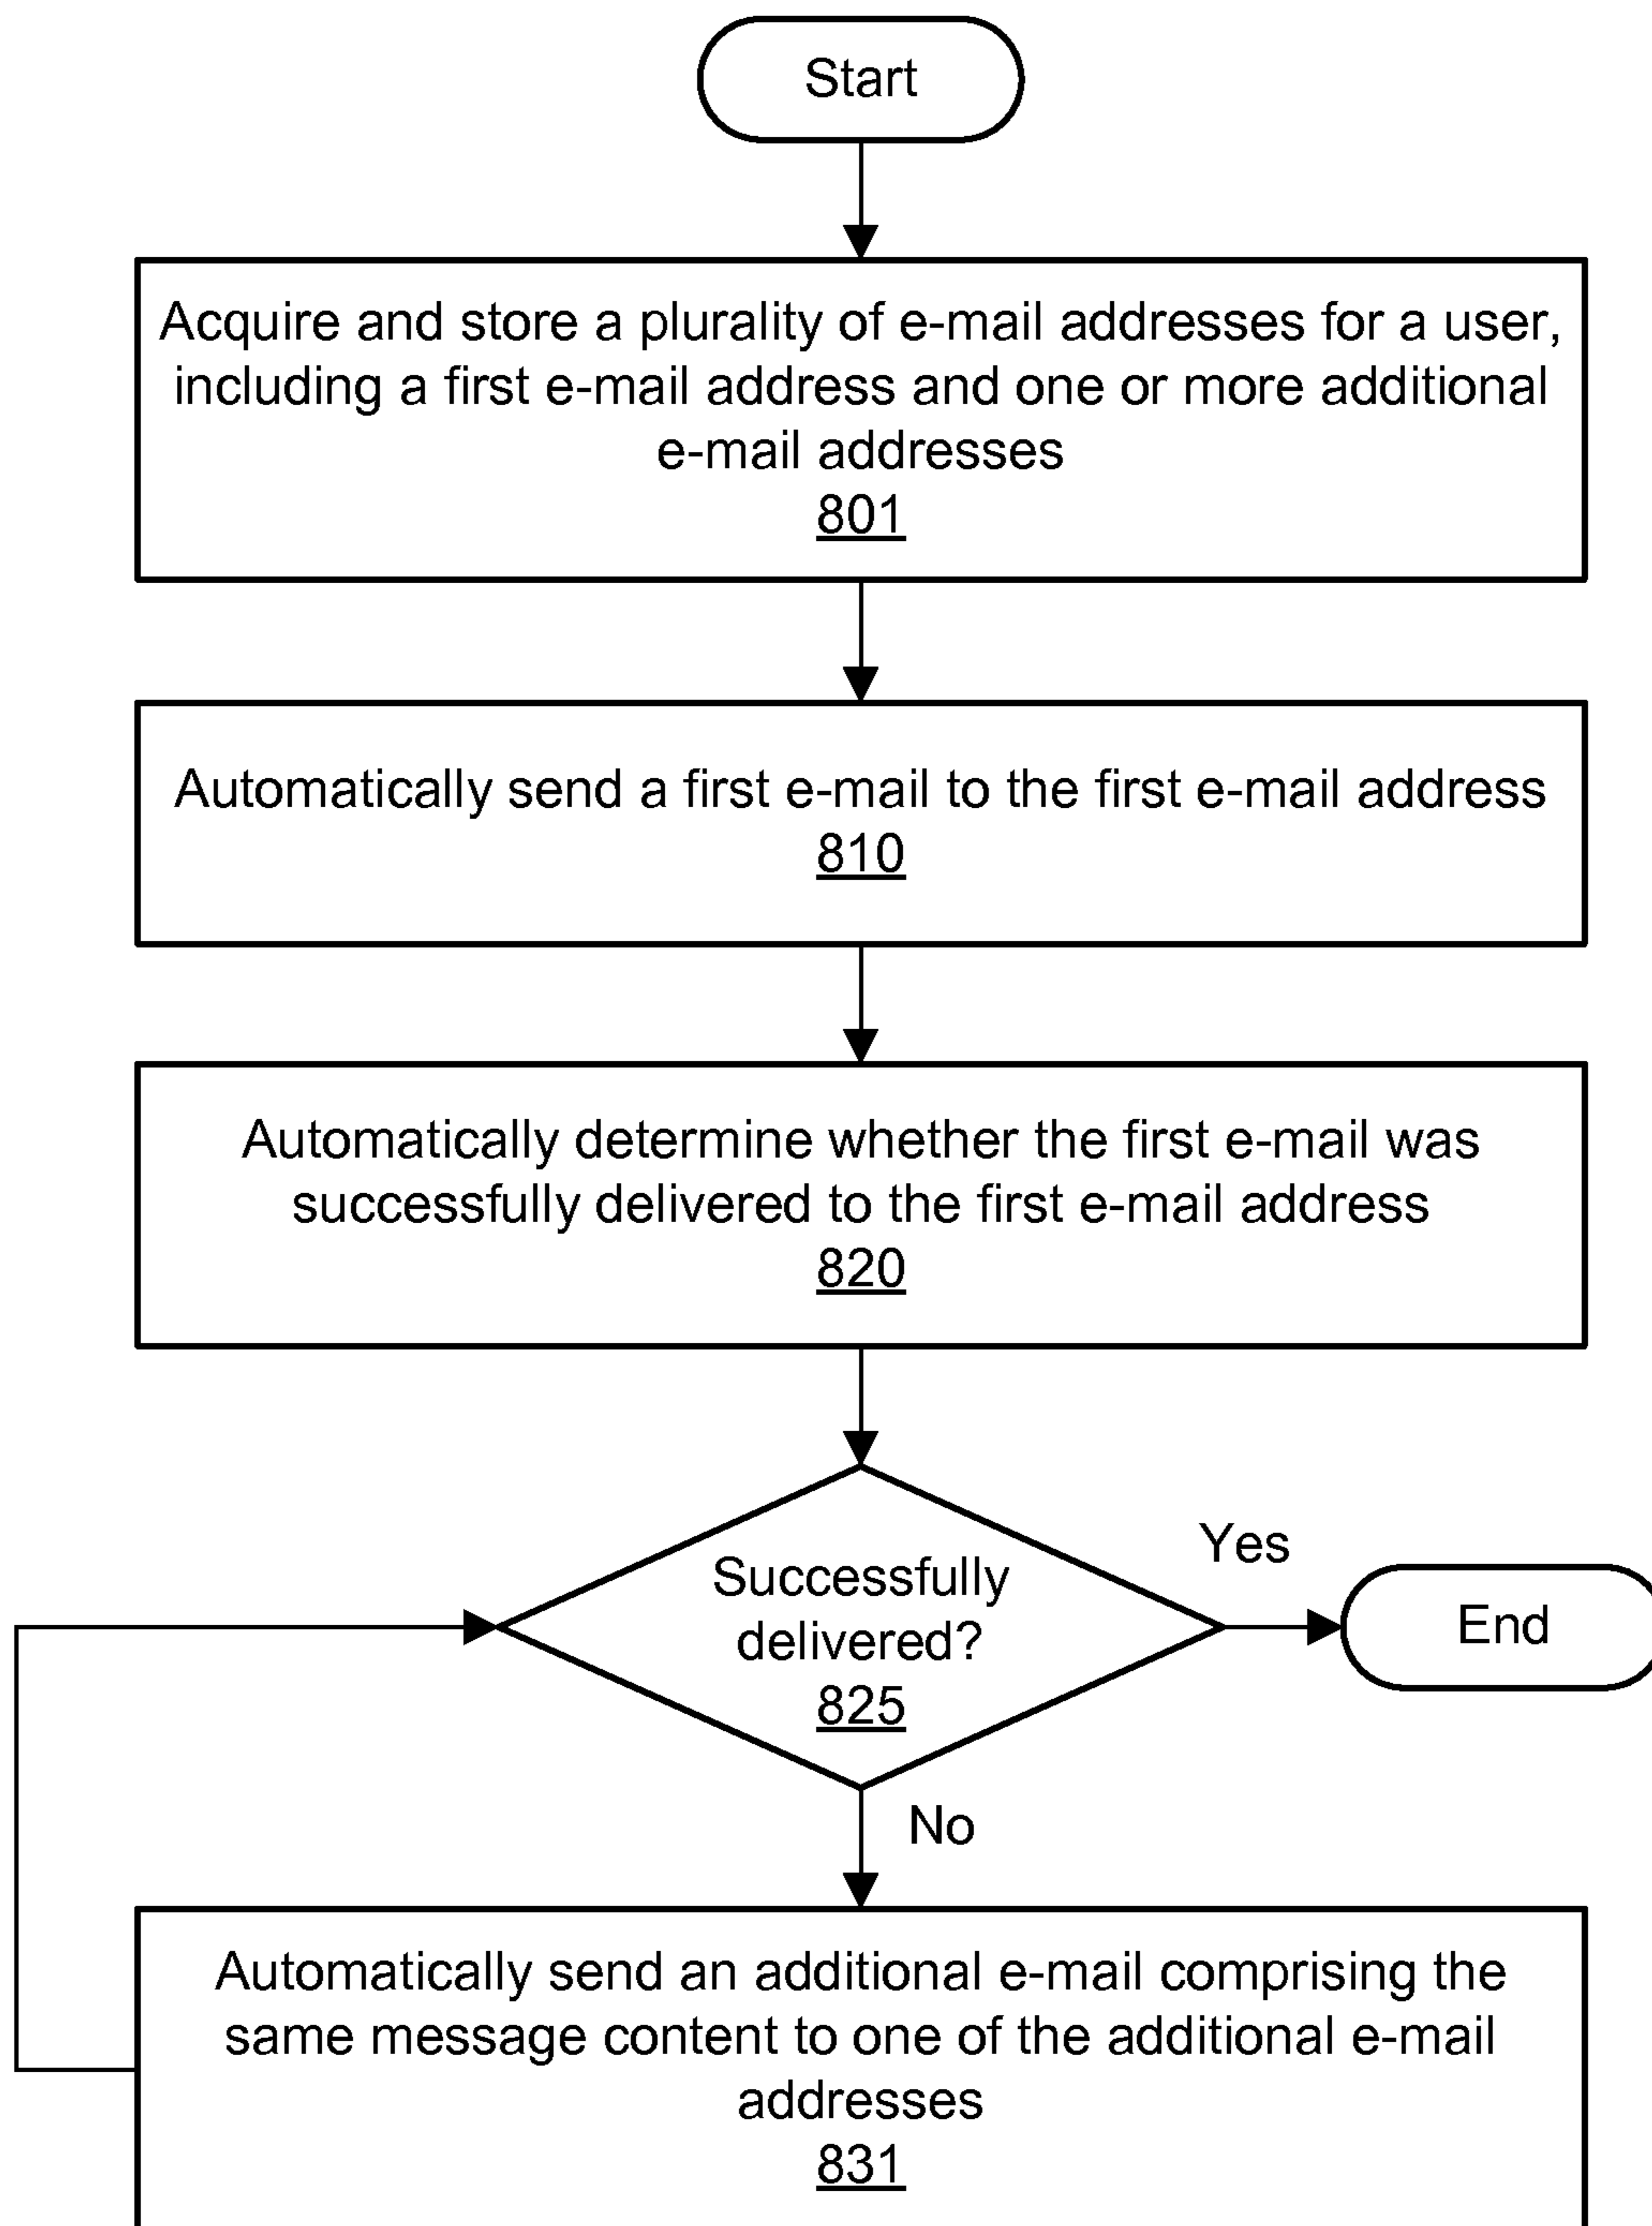 Start
Acquire and store a plurality of e-mail addresses for a user,
including a first e-mail address and one or more additional
e-mail addresses
801
Automatically send a first e-mail to the first e-mail address
810
Automatically determine whether the first e-mail was
successfully delivered to the first e-mail address
820
Successfully
delivered?
825
Yes
End
No
Automatically send an additional e-mail comprising the
same message content to one of the additional e-mail
addresses
831